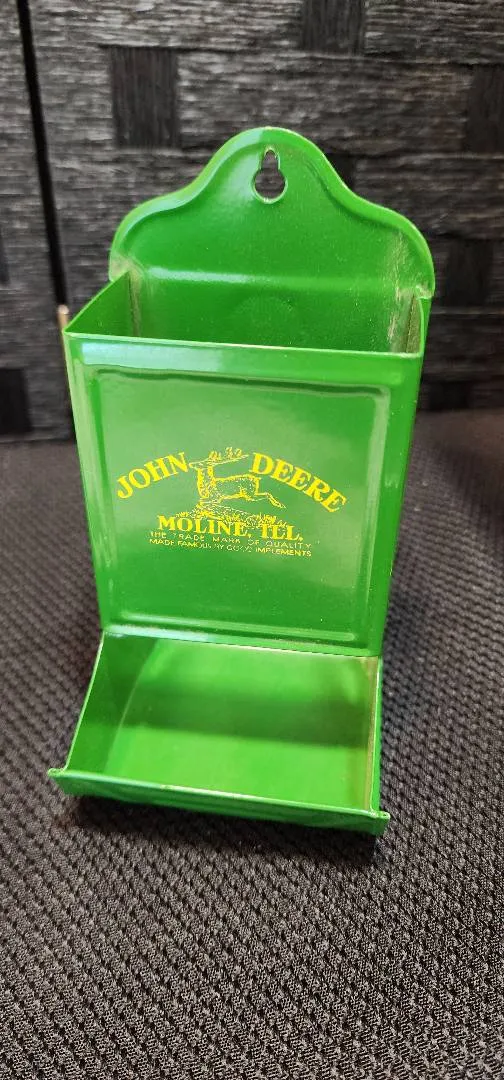 JOHN DEERE
MOLINE, ILL.
THE TRADE MARK OF QUALITY
MADE FAMOUS BY GOOD IMPLEMENTS